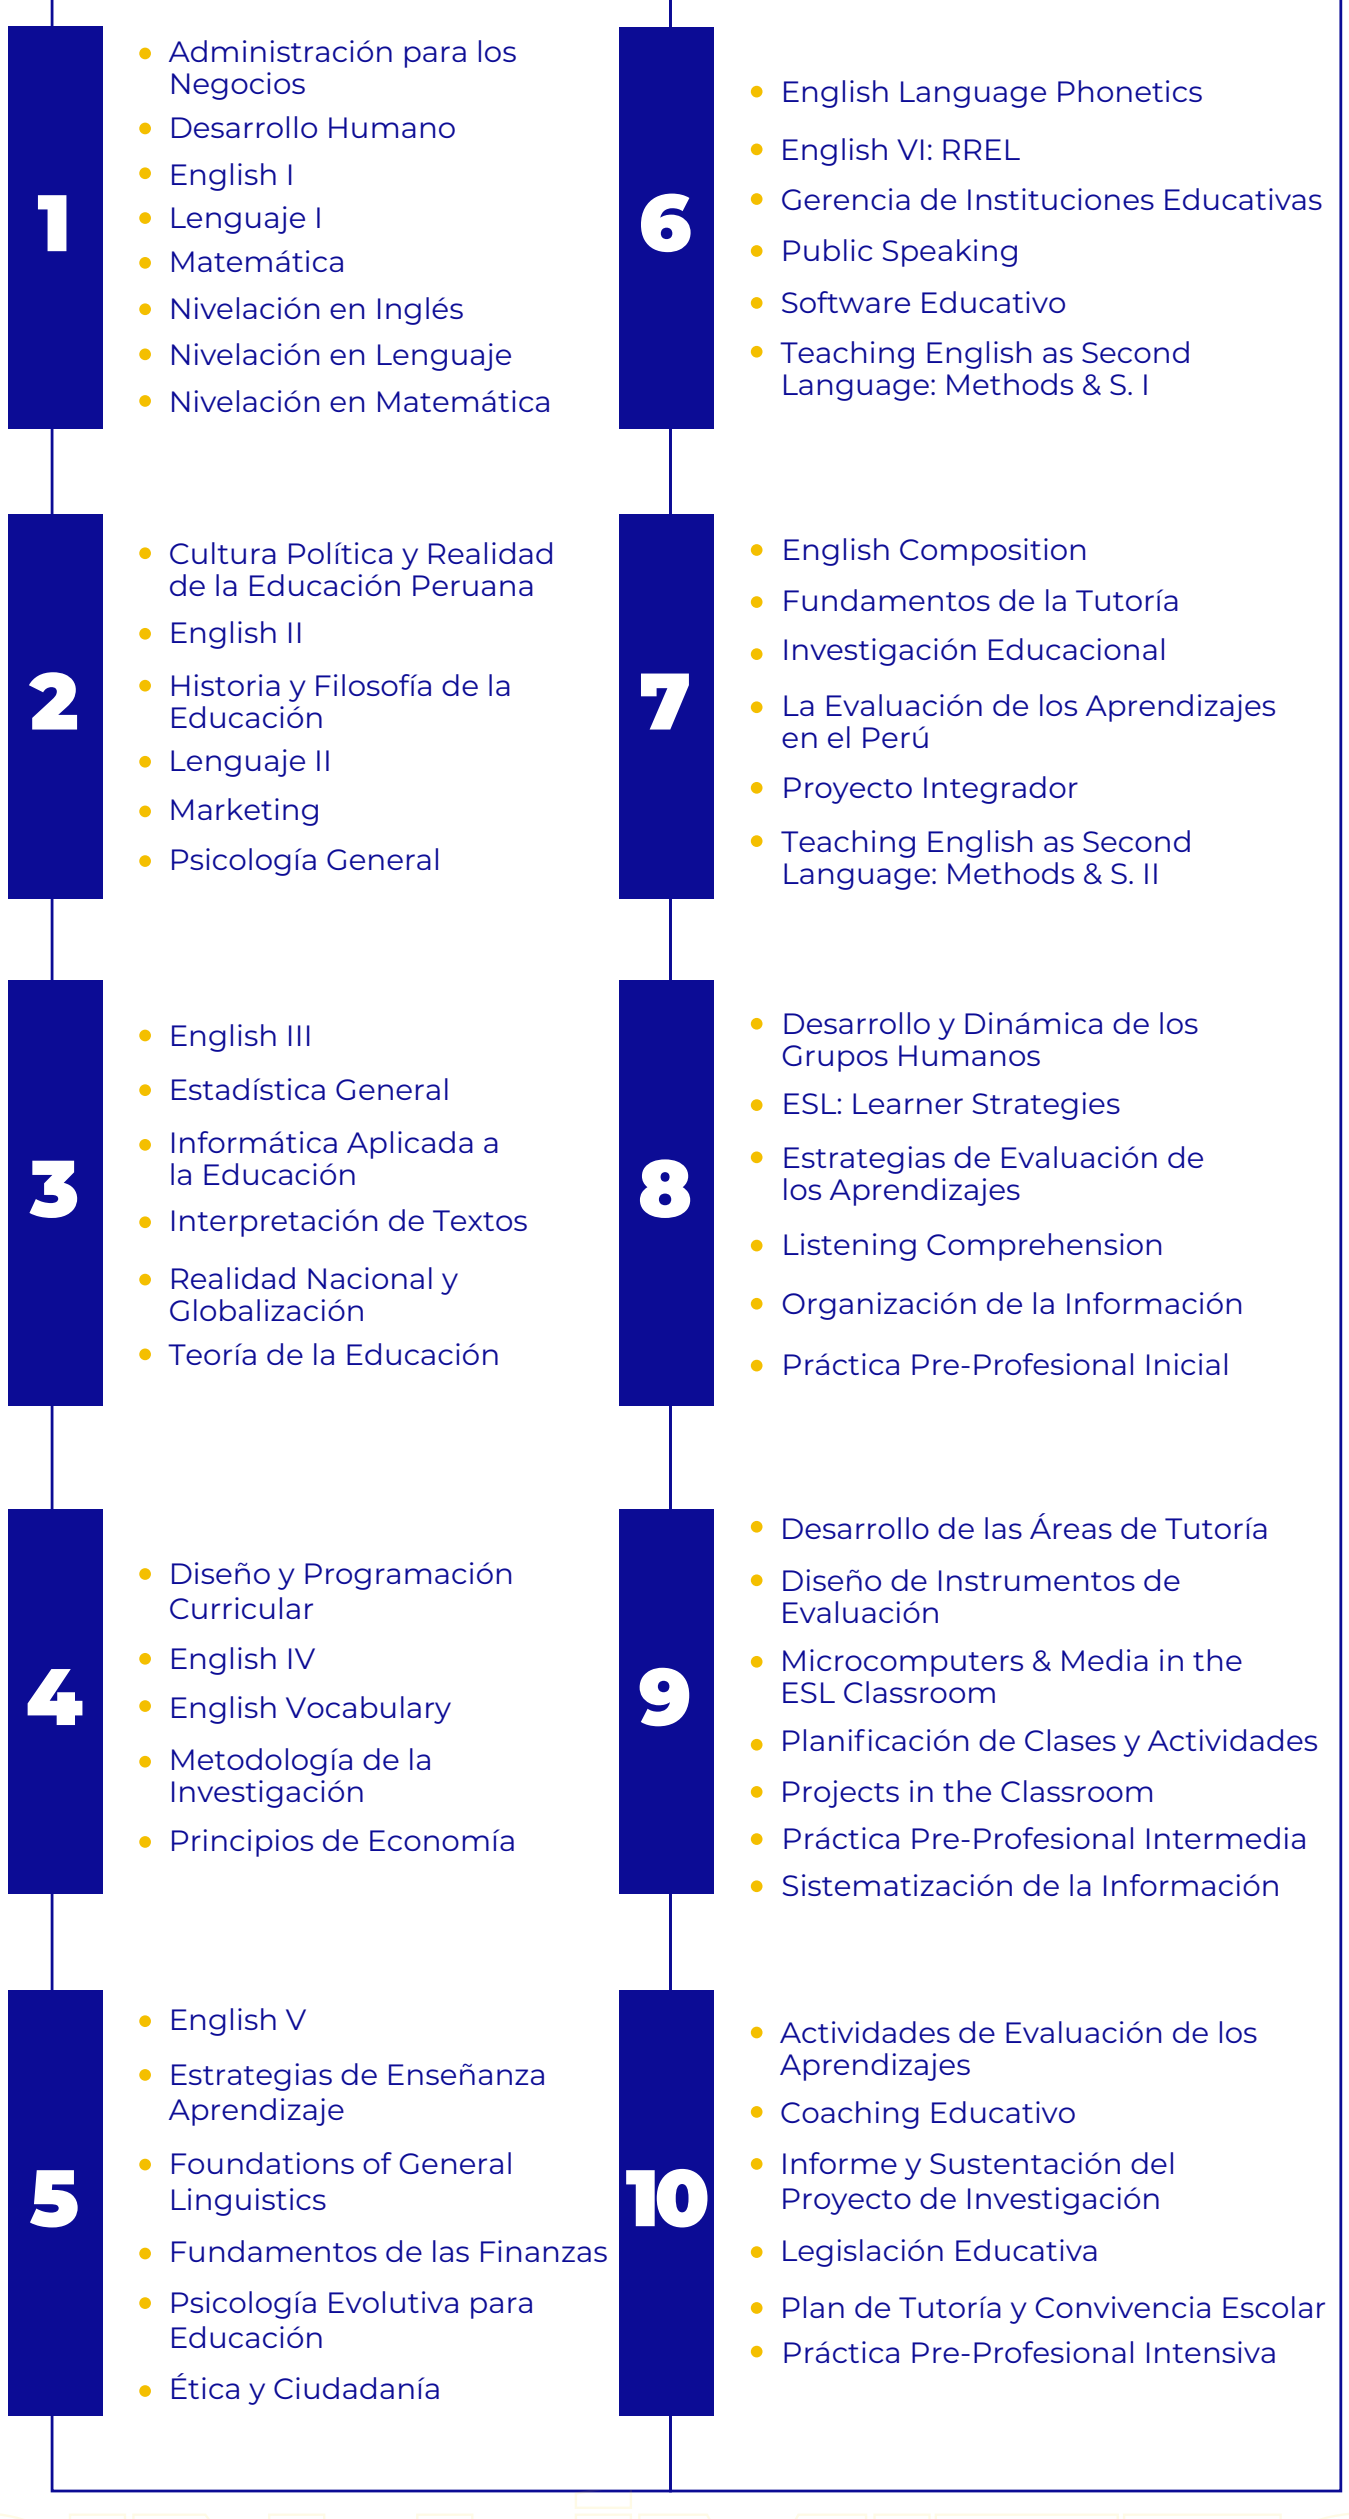 1
Administración para los
Negocios
Desarrollo Humano
English I
Lenguaje I
Matemática
Nivelación en Inglés
Nivelación en Lenguaje
Nivelación en Matemática
2
Cultura Política y Realidad
de la Educación Peruana
English II
Historia y Filosofía de la
Educación
Lenguaje II
Marketing
Psicología General
3
English III
Estadística General
Informática Aplicada a
la Educación
Interpretación de Textos
Realidad Nacional y
Globalización
Teoría de la Educación
4
Diseño y Programación
Curricular
English IV
English Vocabulary
Metodología de la
Investigación
Principios de Economía
5
English V
Estrategias de Enseñanza
Aprendizaje
Foundations of General
Linguistics
Fundamentos de las Finanzas
Psicología Evolutiva para
Educación
Ética y Ciudadanía
6
English Language Phonetics
English VI: RREL
Gerencia de Instituciones Educativas
Public Speaking
Software Educativo
Teaching English as Second
Language: Methods & S. I
7
English Composition
Fundamentos de la Tutoría
Investigación Educacional
La Evaluación de los Aprendizajes
en el Perú
Proyecto Integrador
Teaching English as Second
Language: Methods & S. II
8
Desarrollo y Dinámica de los
Grupos Humanos
ESL: Learner Strategies
Estrategias de Evaluación de
los Aprendizajes
Listening Comprehension
Organización de la Información
Práctica Pre-Profesional Inicial
9
Desarrollo de las Áreas de Tutoría
Diseño de Instrumentos de
Evaluación
Microcomputers & Media in the
ESL Classroom
Planificación de Clases y Actividades
Projects in the Classroom
Práctica Pre-Profesional Intermedia
Sistematización de la Información
10
Actividades de Evaluación de los
Aprendizajes
Coaching Educativo
Informe y Sustentación del
Proyecto de Investigación
Legislación Educativa
Plan de Tutoría y Convivencia Escolar
Práctica Pre-Profesional Intensiva